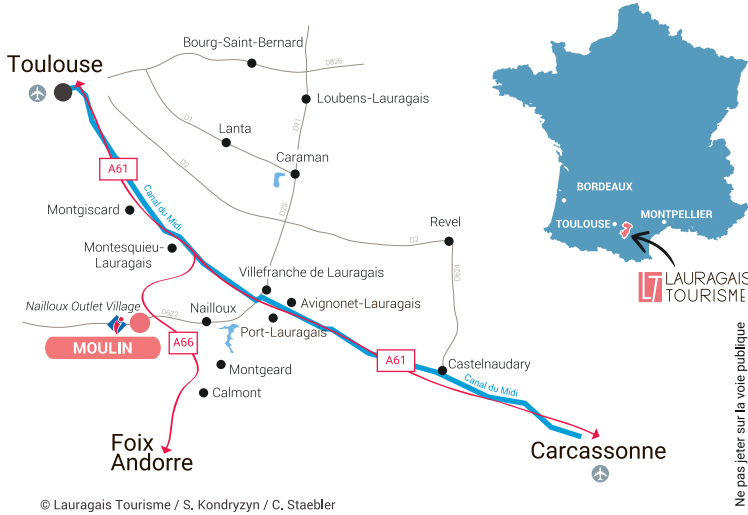 Toulouse
Bourg-Saint-Bernard
D826
Loubens-Lauragais
D1
Lanta
D11
Caraman
D2
A61
Canal du Midi
Montgiscard
D25
Revel
D2
Montesquieu-
Lauragais
D624
Villefranche de Lauragais
Nailloux Outlet Village
D622
Nailloux
Avignonet-Lauragais
Port-Lauragais
MOULIN
A66
Montgeard
A61
Castelnaudary
Canal du Midi
Calmont
Foix
Andorre
Carcassonne
BORDEAUX
TOULOUSE
MONTPELLIER
LT
LAURAGAIS
TOURISME
Ne pas jeter sur la voie publique
© Lauragais Tourisme / S. Kondryzyn / C. Staebler